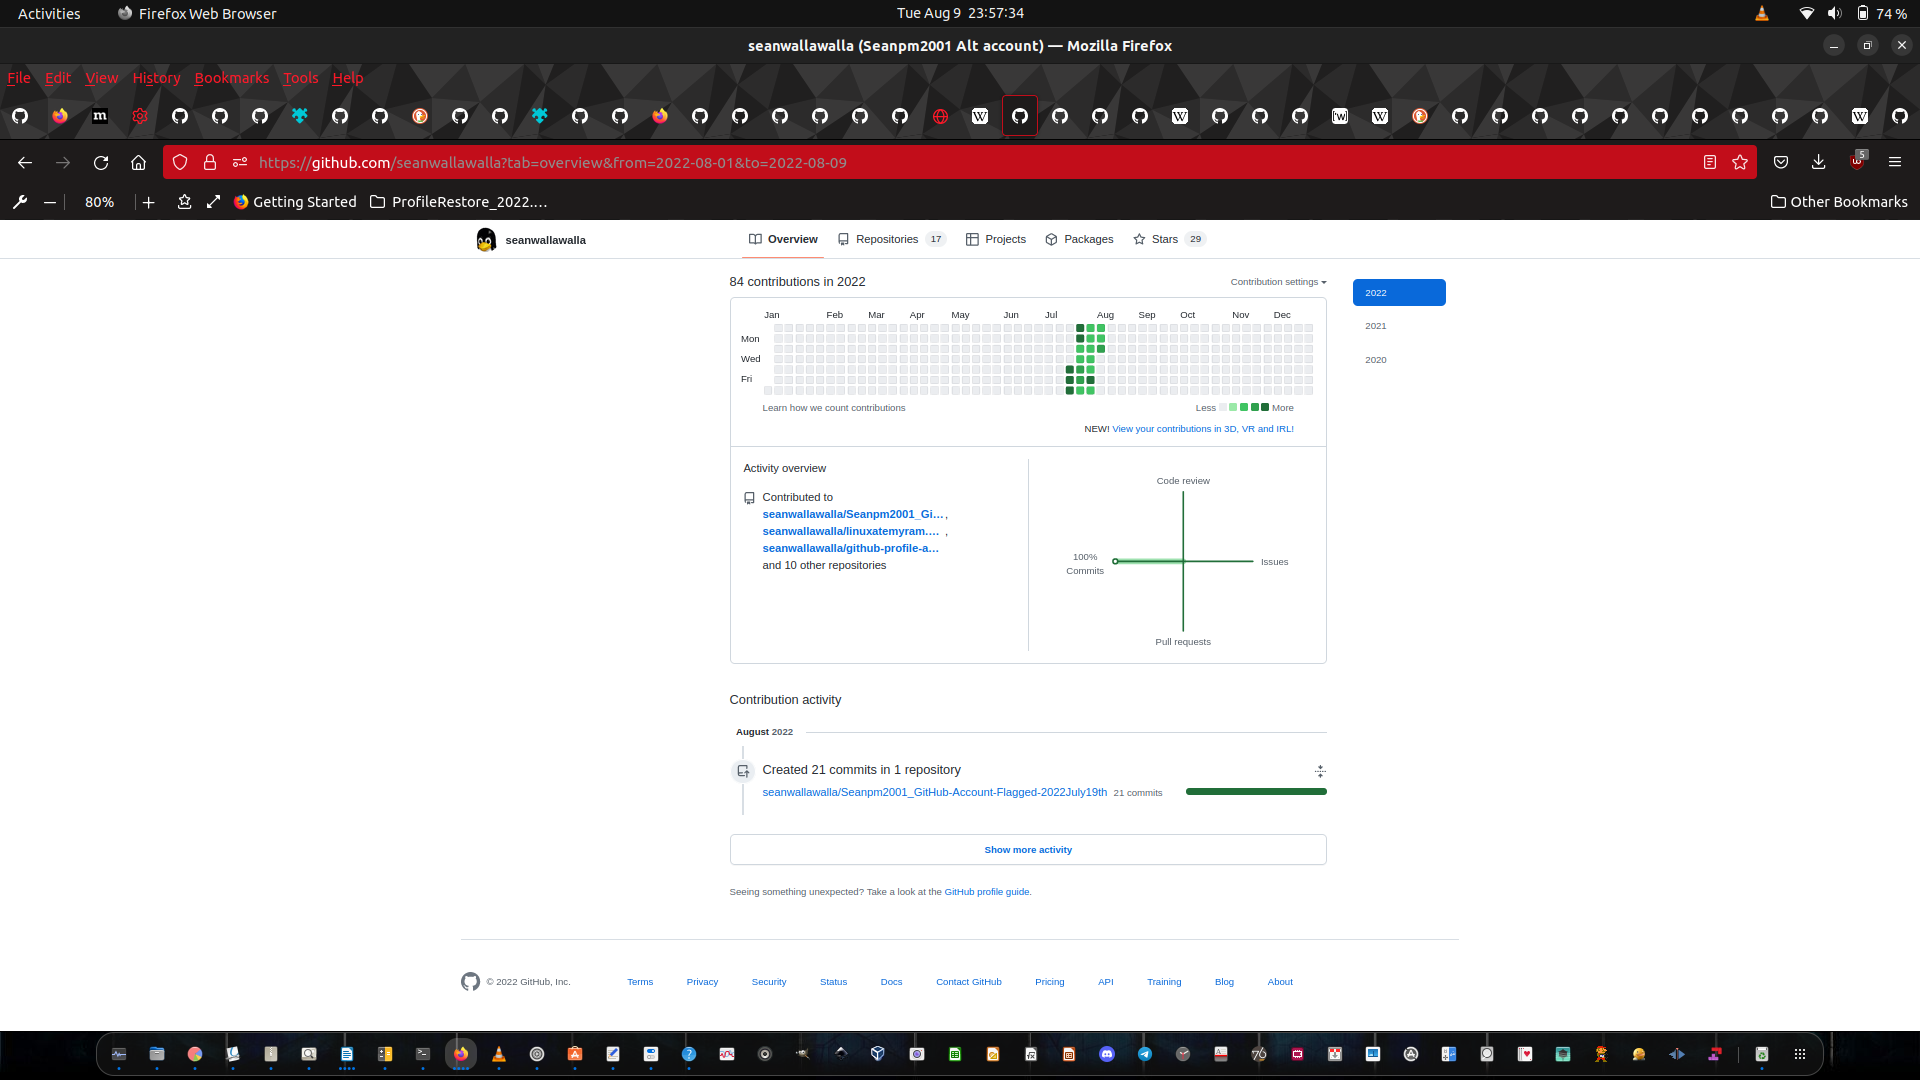 Activities Firefox Web Browser Tue Aug 9 23:57:34 74 %
seanwallawalla (Seanpm2001 Alt account) — Mozilla Firefox
File Edit View History Bookmarks Tools Help
https://github.com/seanwallawalla?tab=overview&from=2022-08-01&to=2022-08-09 5
80% Getting Started ProfileRestore_2022.… Other Bookmarks
seanwallawalla Overview Repositories 17 Projects Packages Stars 29
84 contributions in 2022 Contribution settings
2022
2021
2020
Jan Feb Mar Apr May Jun Jul Aug Sep Oct Nov Dec
Mon
Wed
Fri
Learn how we count contributions Less More
NEW! View your contributions in 3D, VR and IRL!
Activity overview
Contributed to
seanwallawalla/Seanpm2001_Gi… ,
seanwallawalla/linuxatemyram.… ,
seanwallawalla/github-profile-a…
and 10 other repositories
Code review
100%
Commits
Issues
Pull requests
Contribution activity
August 2022
Created 21 commits in 1 repository
seanwallawalla/Seanpm2001_GitHub-Account-Flagged-2022July19th 21 commits
Show more activity
Seeing something unexpected? Take a look at the GitHub profile guide.
© 2022 GitHub, Inc. Terms Privacy Security Status Docs Contact GitHub Pricing API Training Blog About